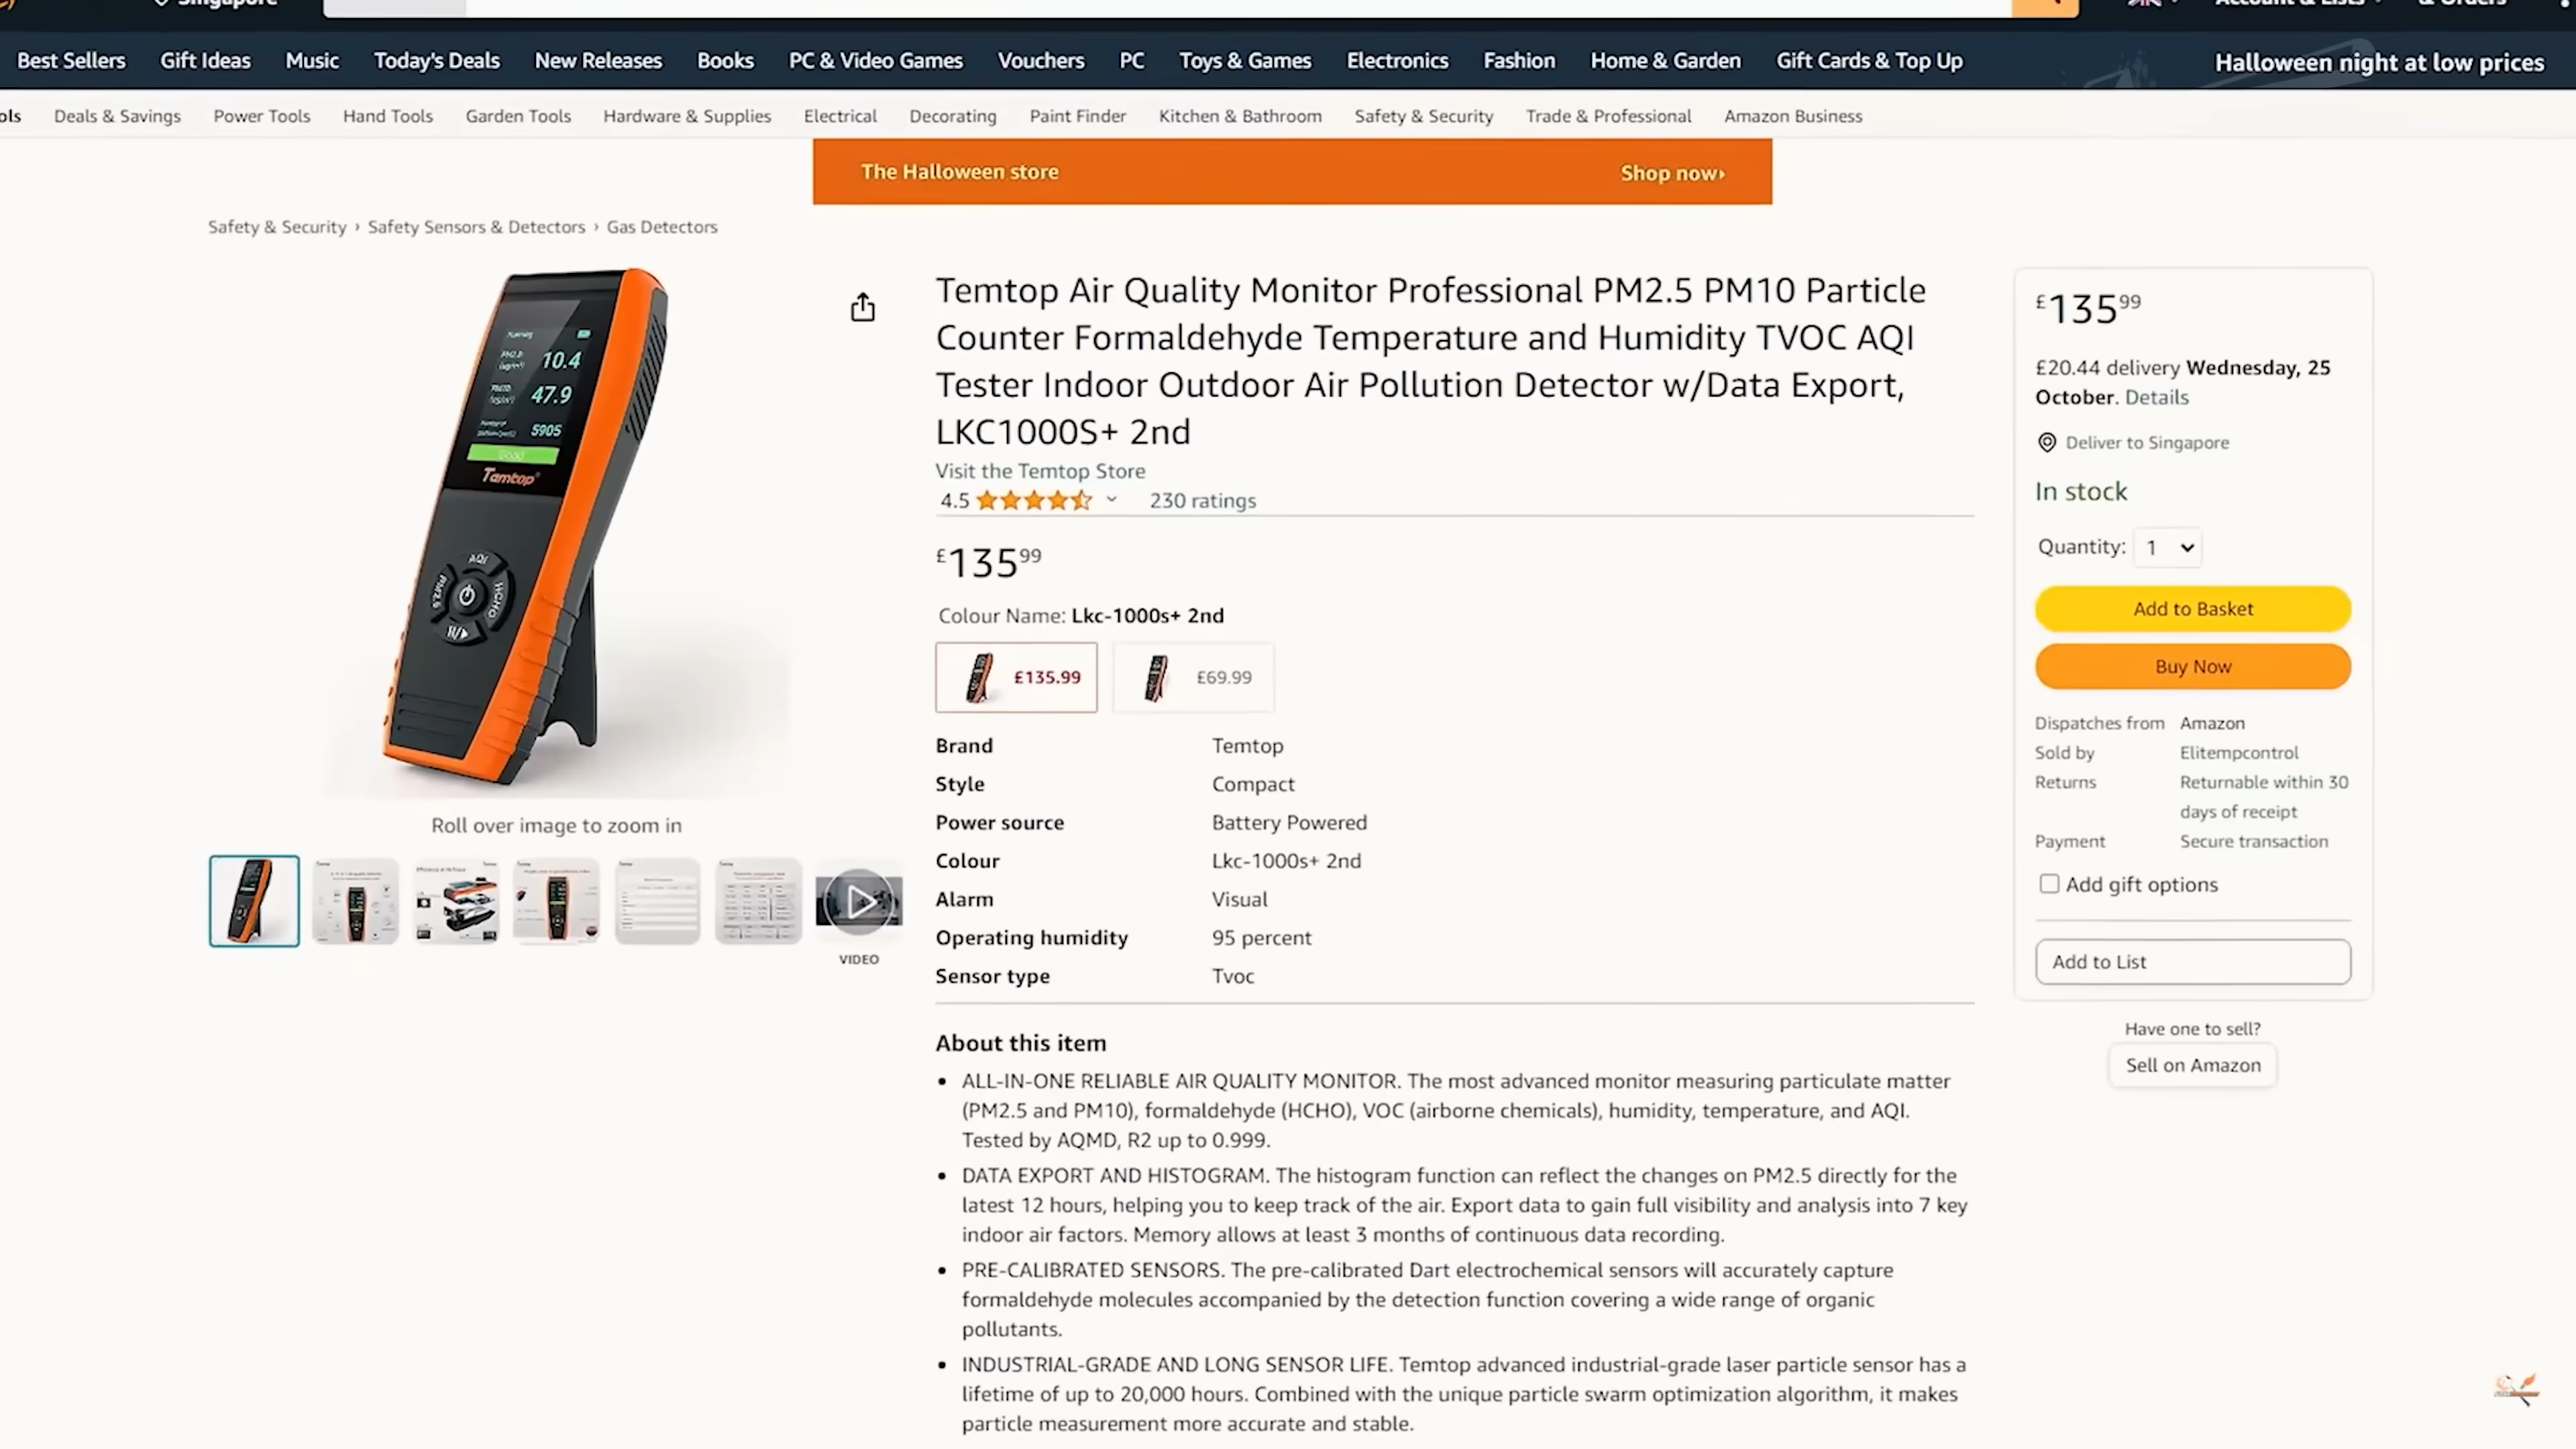 Singapore
Account & Lists
& Orders
Best Sellers Gift Ideas Music Today's Deals New Releases Books PC & Video Games Vouchers PC Toys & Games Electronics Fashion Home & Garden Gift Cards & Top Up
Halloween night at low prices
ols Deals & Savings Power Tools Hand Tools Garden Tools Hardware & Supplies Electrical Decorating Paint Finder Kitchen & Bathroom Safety & Security Trade & Professional Amazon Business
The Halloween store Shop now›
Safety & Security › Safety Sensors & Detectors › Gas Detectors
10.4
47.9
5905
Good
Temtop
AQI
PM2.5
HCHO
Roll over image to zoom in
VIDEO
Temtop Air Quality Monitor Professional PM2.5 PM10 Particle
Counter Formaldehyde Temperature and Humidity TVOC AQI
Tester Indoor Outdoor Air Pollution Detector w/Data Export,
LKC1000S+ 2nd
Visit the Temtop Store
4.5 230 ratings
£135.99
Colour Name: Lkc-1000s+ 2nd
£135.99 £69.99
Brand Temtop
Style Compact
Power source Battery Powered
Colour Lkc-1000s+ 2nd
Alarm Visual
Operating humidity 95 percent
Sensor type Tvoc
About this item
• ALL-IN-ONE RELIABLE AIR QUALITY MONITOR. The most advanced monitor measuring particulate matter
(PM2.5 and PM10), formaldehyde (HCHO), VOC (airborne chemicals), humidity, temperature, and AQI.
Tested by AQMD, R2 up to 0.999.
• DATA EXPORT AND HISTOGRAM. The histogram function can reflect the changes on PM2.5 directly for the
latest 12 hours, helping you to keep track of the air. Export data to gain full visibility and analysis into 7 key
indoor air factors. Memory allows at least 3 months of continuous data recording.
• PRE-CALIBRATED SENSORS. The pre-calibrated Dart electrochemical sensors will accurately capture
formaldehyde molecules accompanied by the detection function covering a wide range of organic
pollutants.
• INDUSTRIAL-GRADE AND LONG SENSOR LIFE. Temtop advanced industrial-grade laser particle sensor has a
lifetime of up to 20,000 hours. Combined with the unique particle swarm optimization algorithm, it makes
particle measurement more accurate and stable.
£135.99
£20.44 delivery Wednesday, 25
October. Details
Deliver to Singapore
In stock
Quantity: 1
Add to Basket
Buy Now
Dispatches from Amazon
Sold by Elitempcontrol
Returns Returnable within 30
days of receipt
Payment Secure transaction
Add gift options
Add to List
Have one to sell?
Sell on Amazon